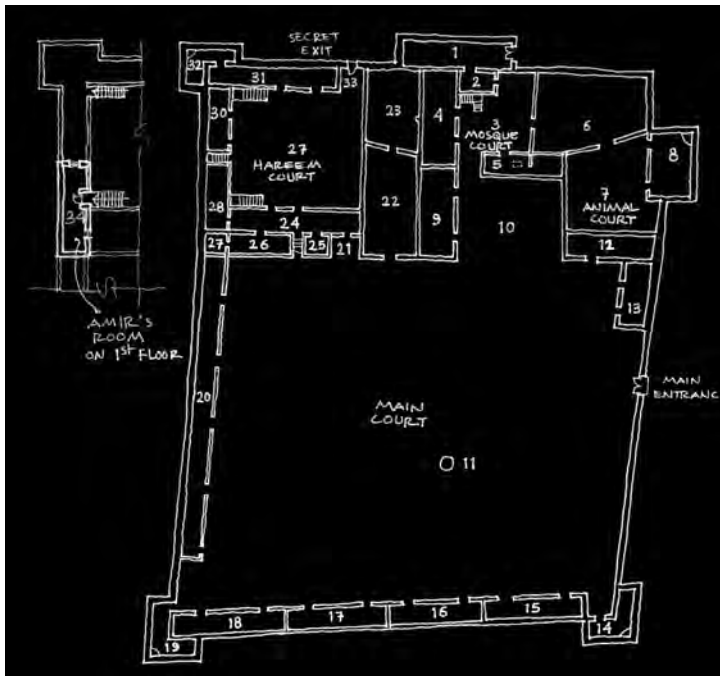 SECRET
EXIT
1
32
2
31
33
23
4
30
3
MOSQUE
COURT
6
27
HAREEM
COURT
5
8
7
ANIMAL
COURT
28
22
9
34
24
10
27
26
25
21
12
13
AMIR'S
ROOM
ON 1st FLOOR
MAIN
ENTRANC
20
MAIN
COURT
11
18
17
16
15
14
19